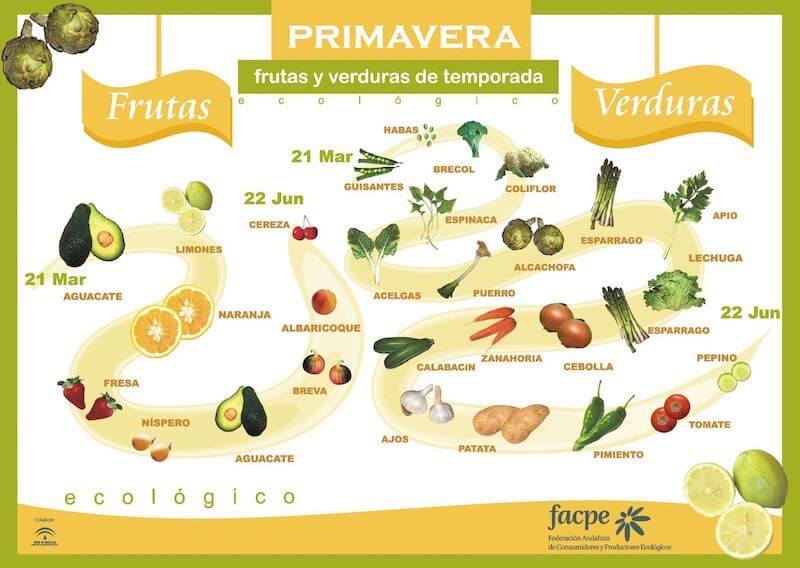 PRIMAVERA
frutas y verduras de temporada
ecológico
Frutas
Verduras
21 Mar
AGUACATE
LIMONES
NARANJA
FRESA
NÍSPERO
AGUACATE
BREVA
ALBARICOQUE
CEREZA
22 Jun
21 Mar
GUISANTES
HABAS
BRECOL
COLIFLOR
ESPINACA
ACELGAS
PUERRO
ALCACHOFA
ESPARRAGO
APIO
LECHUGA
ESPARRAGO
CEBOLLA
ZANAHORIA
CALABACíN
AJOS
PATATA
PIMIENTO
TOMATE
PEPINO
22 Jun
ecológico
Colabora:
facpe
Federación Andaluza
de Consumidores y Productores Ecológicos